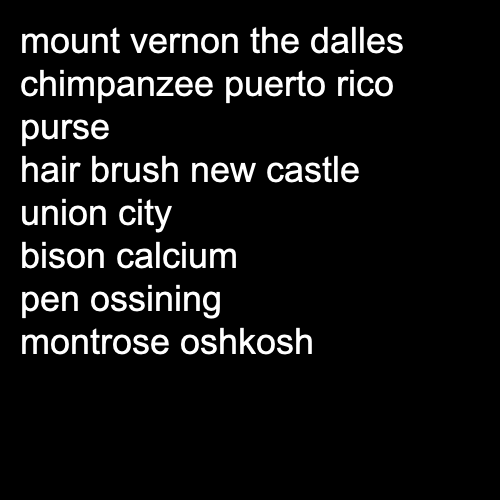 mount vernon the dalles
chimpanzee puerto rico
purse
hair brush new castle
union city
bison calcium
pen ossining
montrose oshkosh